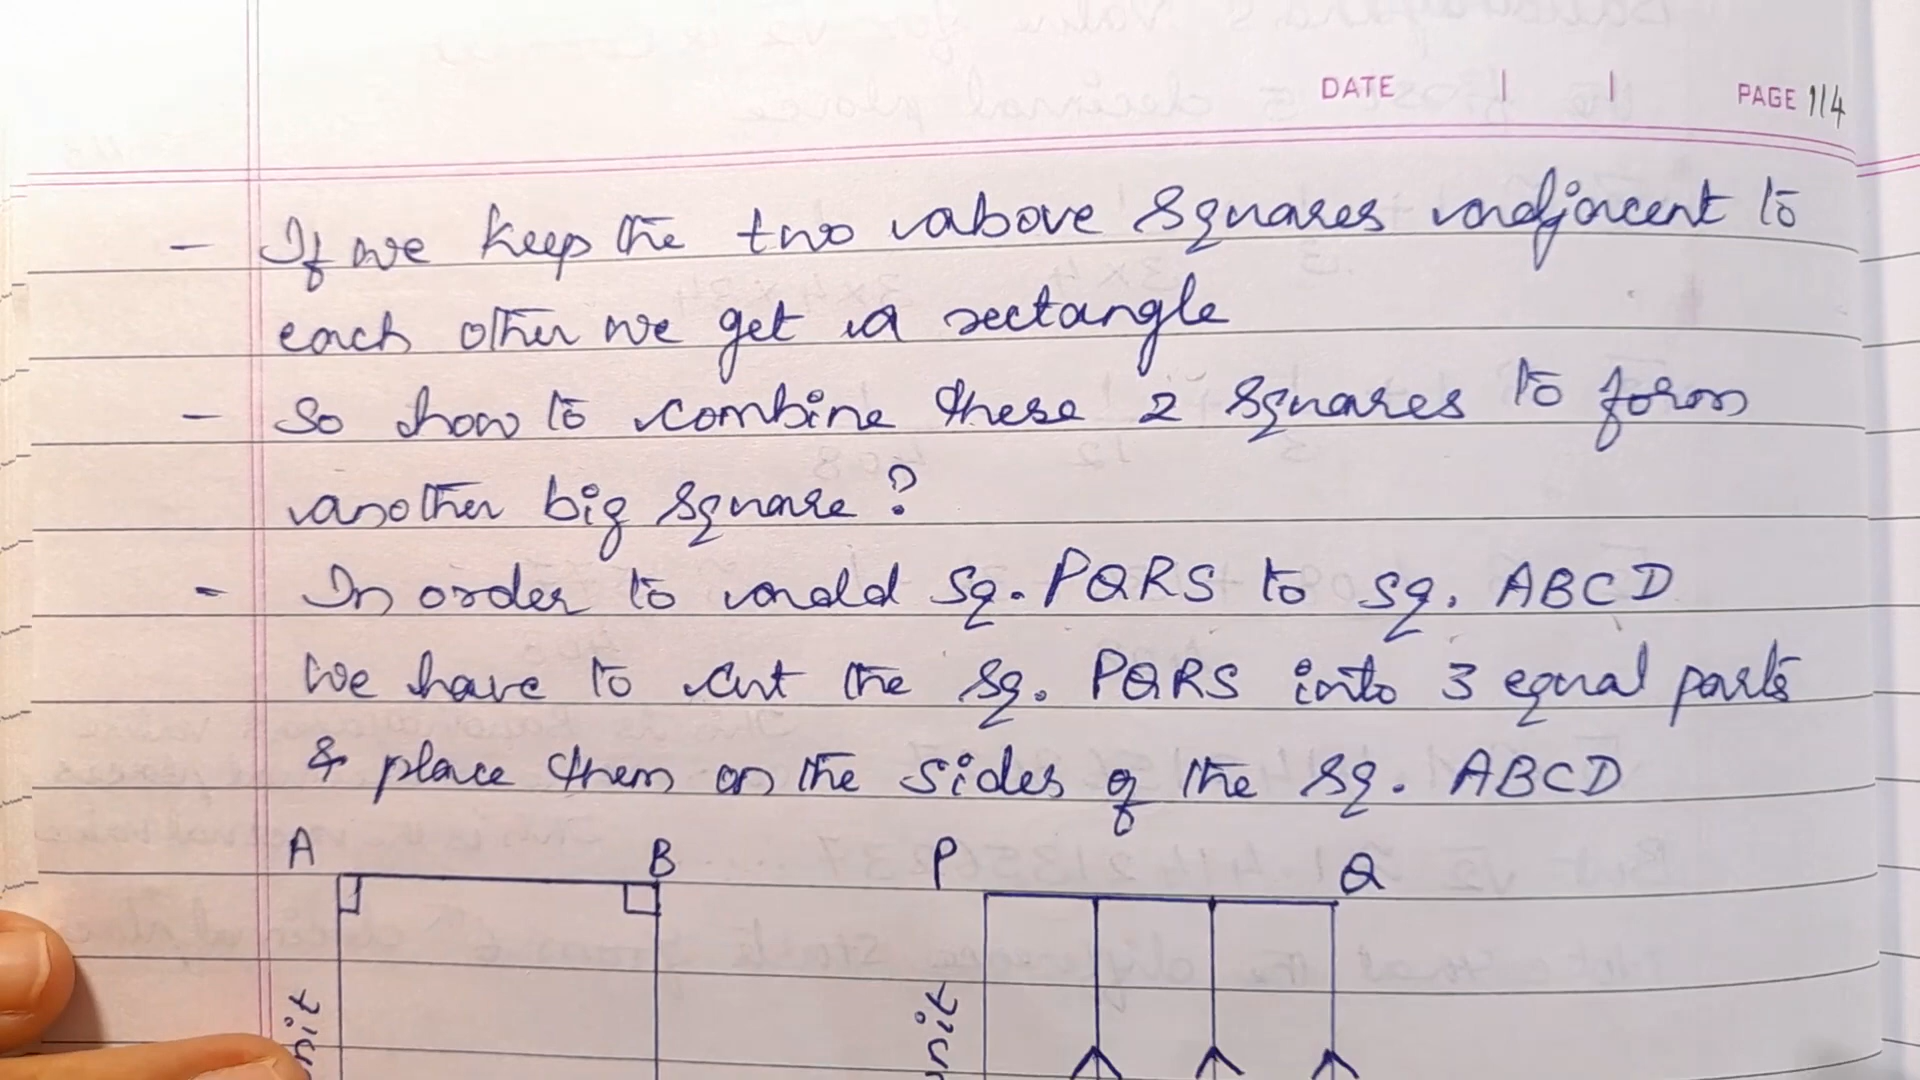 DATE | | PAGE 114
- If we keep the two above squares adjacent to
each other we get a rectangle
- So how to combine these 2 squares to form
another big square?
- In order to add sq. PQRS to sq. ABCD
we have to cut the sq. PQRS into 3 equal parts
& place them on the sides of the sq. ABCD
A B P Q
nit nit